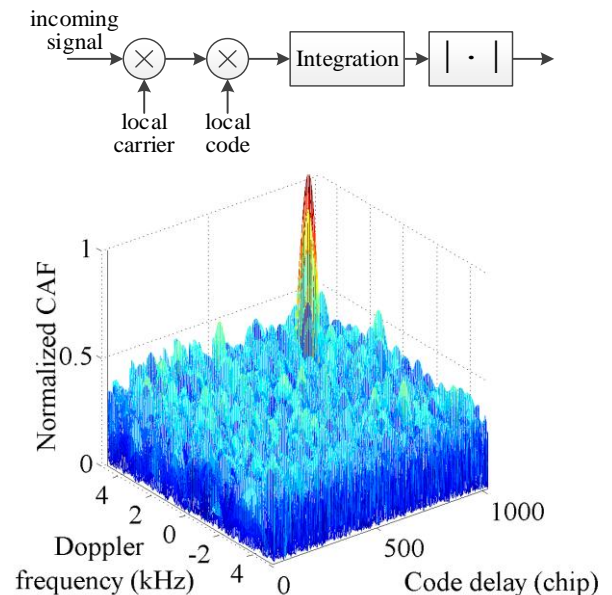 incoming
signal
Integration
| · |
local
carrier
local
code
Normalized CAF
1
0.5
0
4
2
0
-2
4
Doppler
frequency (kHz)
0
500
1000
Code delay (chip)